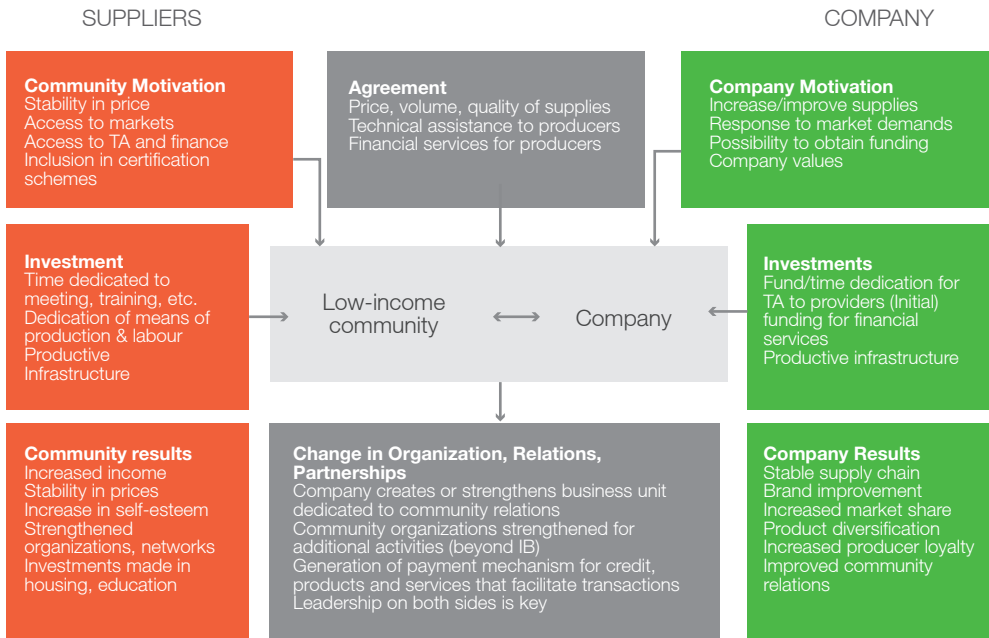 SUPPLIERS
COMPANY
Community Motivation
Stability in price
Access to markets
Access to TA and finance
Inclusion in certification
schemes
Agreement
Price, volume, quality of supplies
Technical assistance to producers
Financial services for producers
Company Motivation
Increase/improve supplies
Response to market demands
Possibility to obtain funding
Company values
Investment
Time dedicated to
meeting, training, etc.
Dedication of means of
production & labour
Productive
Infrastructure
Low-income
community
Company
Investments
Fund/time dedication for
TA to providers (Initial)
funding for financial
services
Productive infrastructure
Community results
Increased income
Stability in prices
Increase in self-esteem
Strengthened
organizations, networks
Investments made in
housing, education
Change in Organization, Relations,
Partnerships
Company creates or strengthens business unit
dedicated to community relations
Community organizations strengthened for
additional activities (beyond IB)
Generation of payment mechanism for credit,
products and services that facilitate transactions
Leadership on both sides is key
Company Results
Stable supply chain
Brand improvement
Increased market share
Product diversification
Increased producer loyalty
Improved community
relations